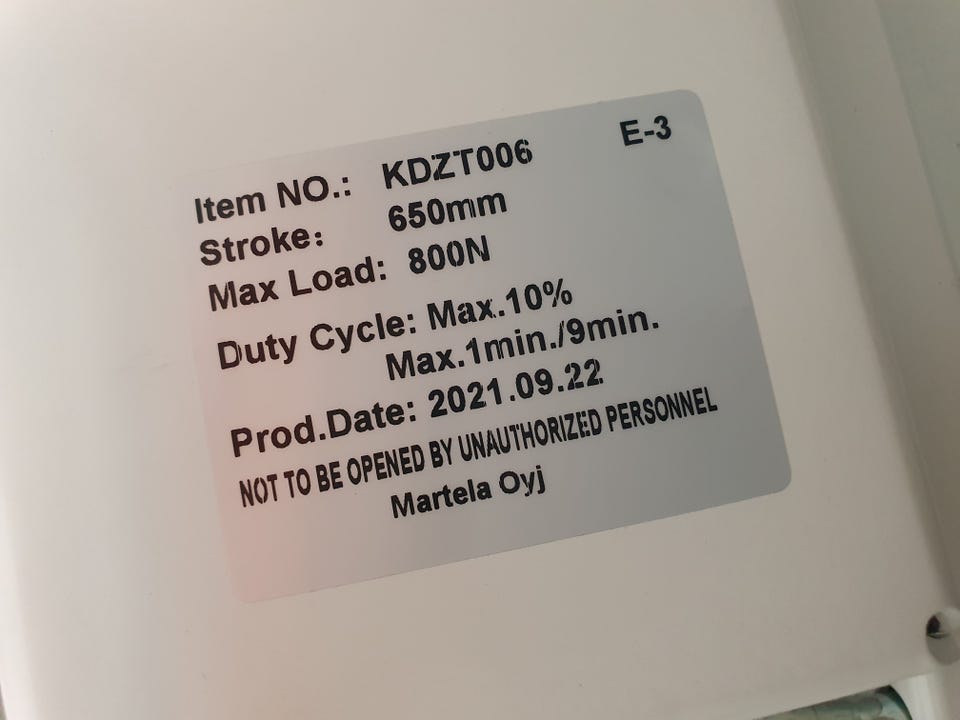 Item NO.: KDZT006 E-3
Stroke: 650mm
Max Load: 800N
Duty Cycle: Max.10%
Max.1min./9min.
Prod.Date: 2021.09.22
NOT TO BE OPENED BY UNAUTHORIZED PERSONNEL
Martela Oyj